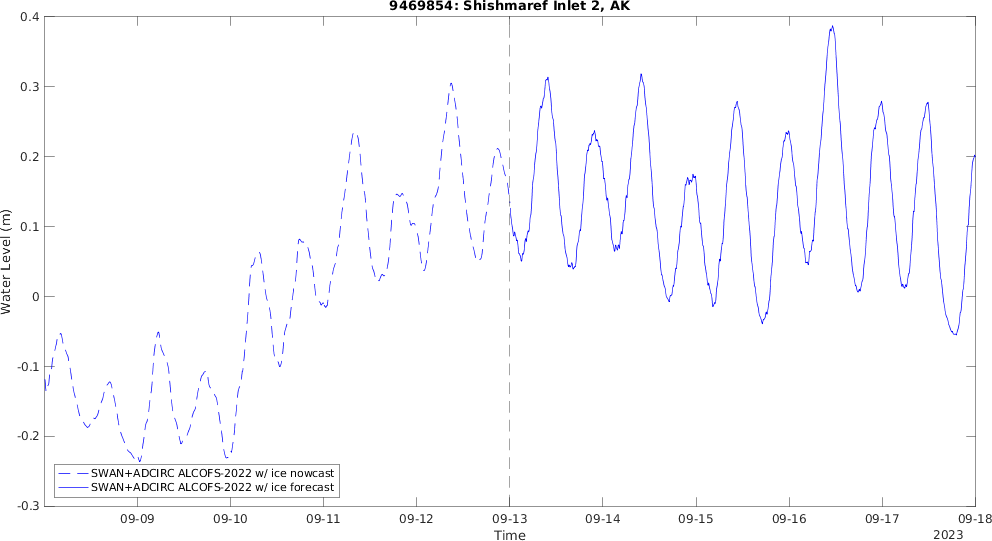 9469854: Shishmaref Inlet 2, AK
0.4
0.3
0.2
0.1
0
-0.1
-0.2
-0.3
Water Level (m)
SWAN+ADCIRC ALCOFS-2022 w/ ice nowcast
SWAN+ADCIRC ALCOFS-2022 w/ ice forecast
09-09 09-10 09-11 09-12 09-13 09-14 09-15 09-16 09-17 09-18
Time
2023